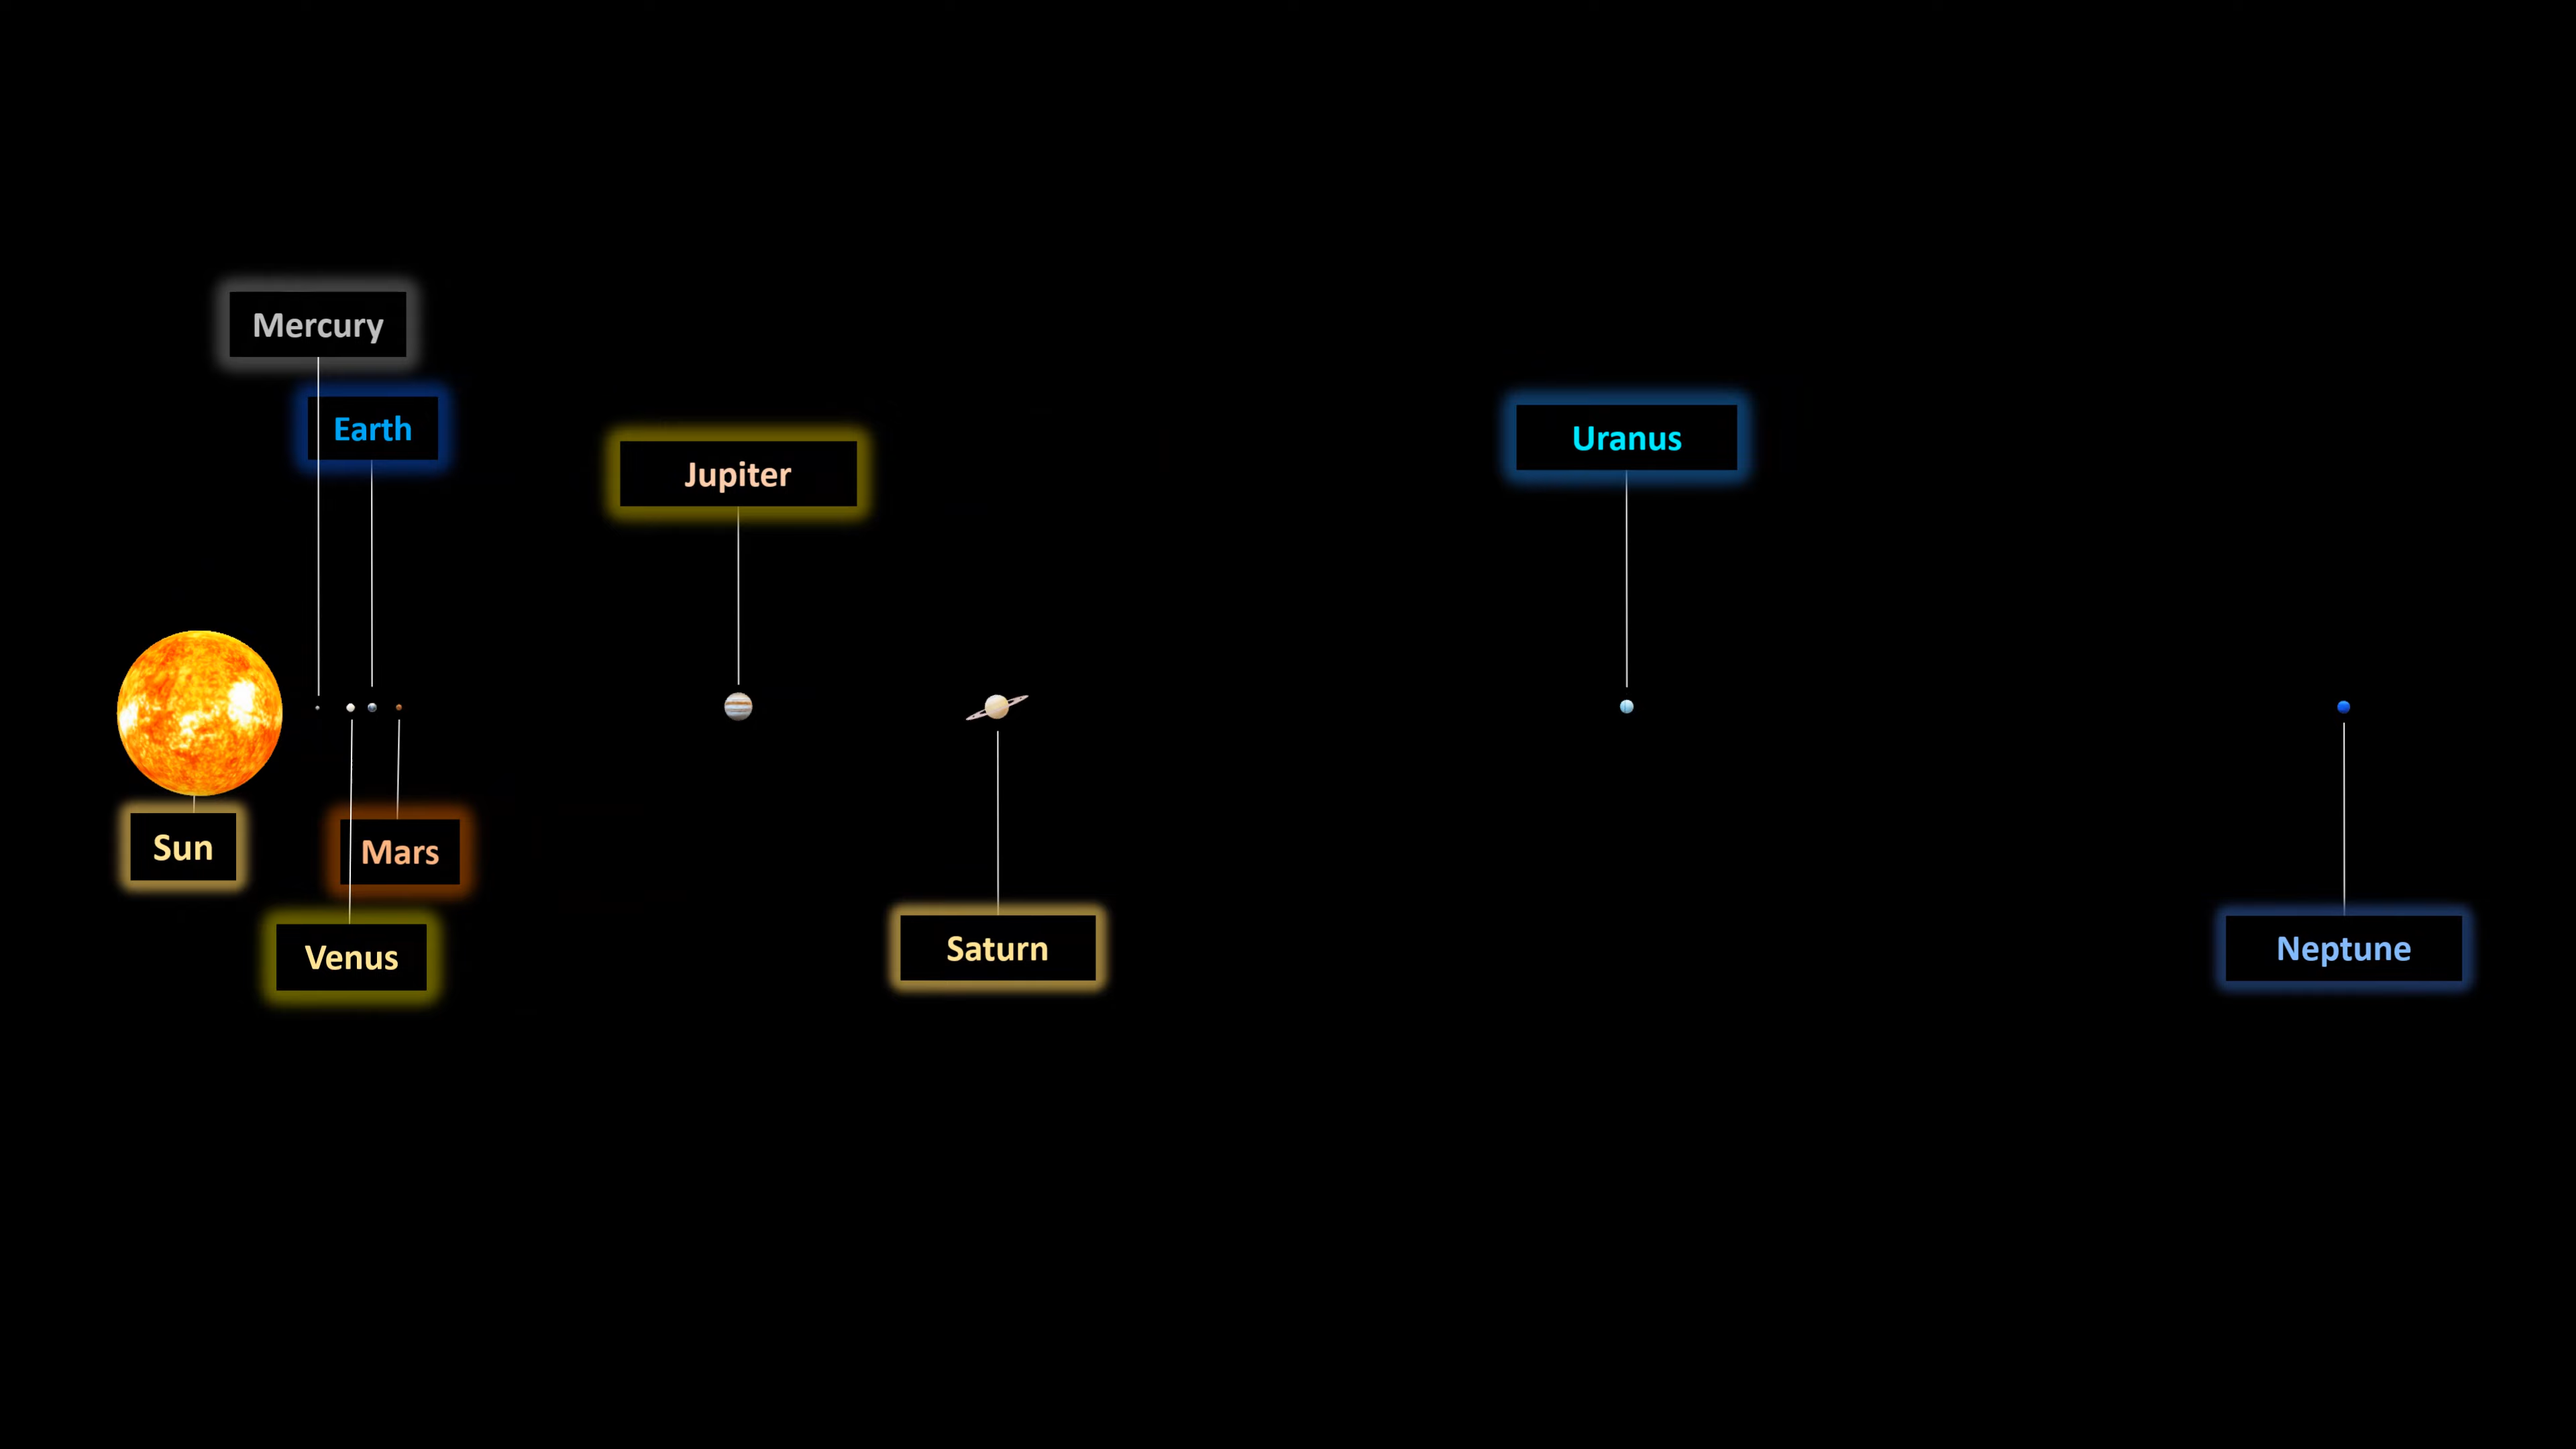 Mercury
Earth
Jupiter
Uranus
Sun
Mars
Venus
Saturn
Neptune